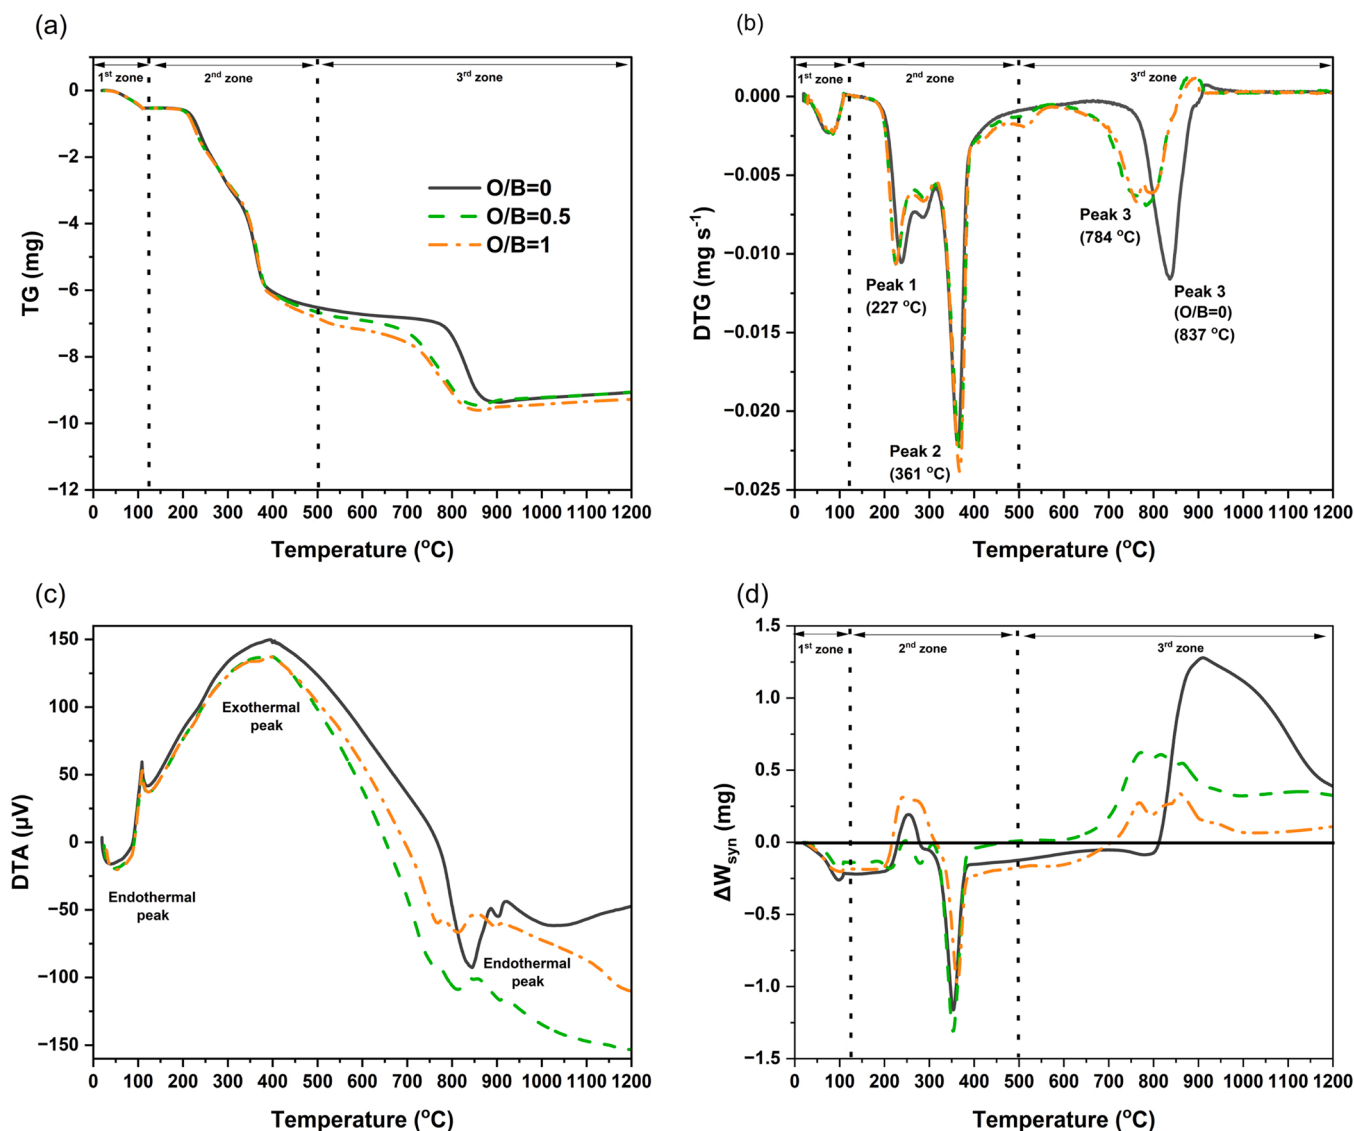 (a)
1st zone
2nd zone
3rd zone
0
−2
−4
−6
−8
−10
−12
TG (mg)
O/B=0
O/B=0.5
O/B=1
0 100 200 300 400 500 600 700 800 900 1000 1100 1200
Temperature (°C)
(b)
1st zone
2nd zone
3rd zone
0.000
−0.005
−0.010
−0.015
−0.020
−0.025
DTG (mg s-1)
Peak 1
(227 °C)
Peak 2
(361 °C)
Peak 3
(784 °C)
Peak 3
(O/B=0)
(837 °C)
0 100 200 300 400 500 600 700 800 900 1000 1100 1200
Temperature (°C)
(c)
150
100
50
0
−50
−100
−150
DTA (µV)
Exothermal
peak
Endothermal
peak
Endothermal
peak
0 100 200 300 400 500 600 700 800 900 1000 1100 1200
Temperature (°C)
(d)
1st zone
2nd zone
3rd zone
1.5
1.0
0.5
0.0
−0.5
−1.0
−1.5
ΔWsyn (mg)
0 100 200 300 400 500 600 700 800 900 1000 1100 1200
Temperature (°C)